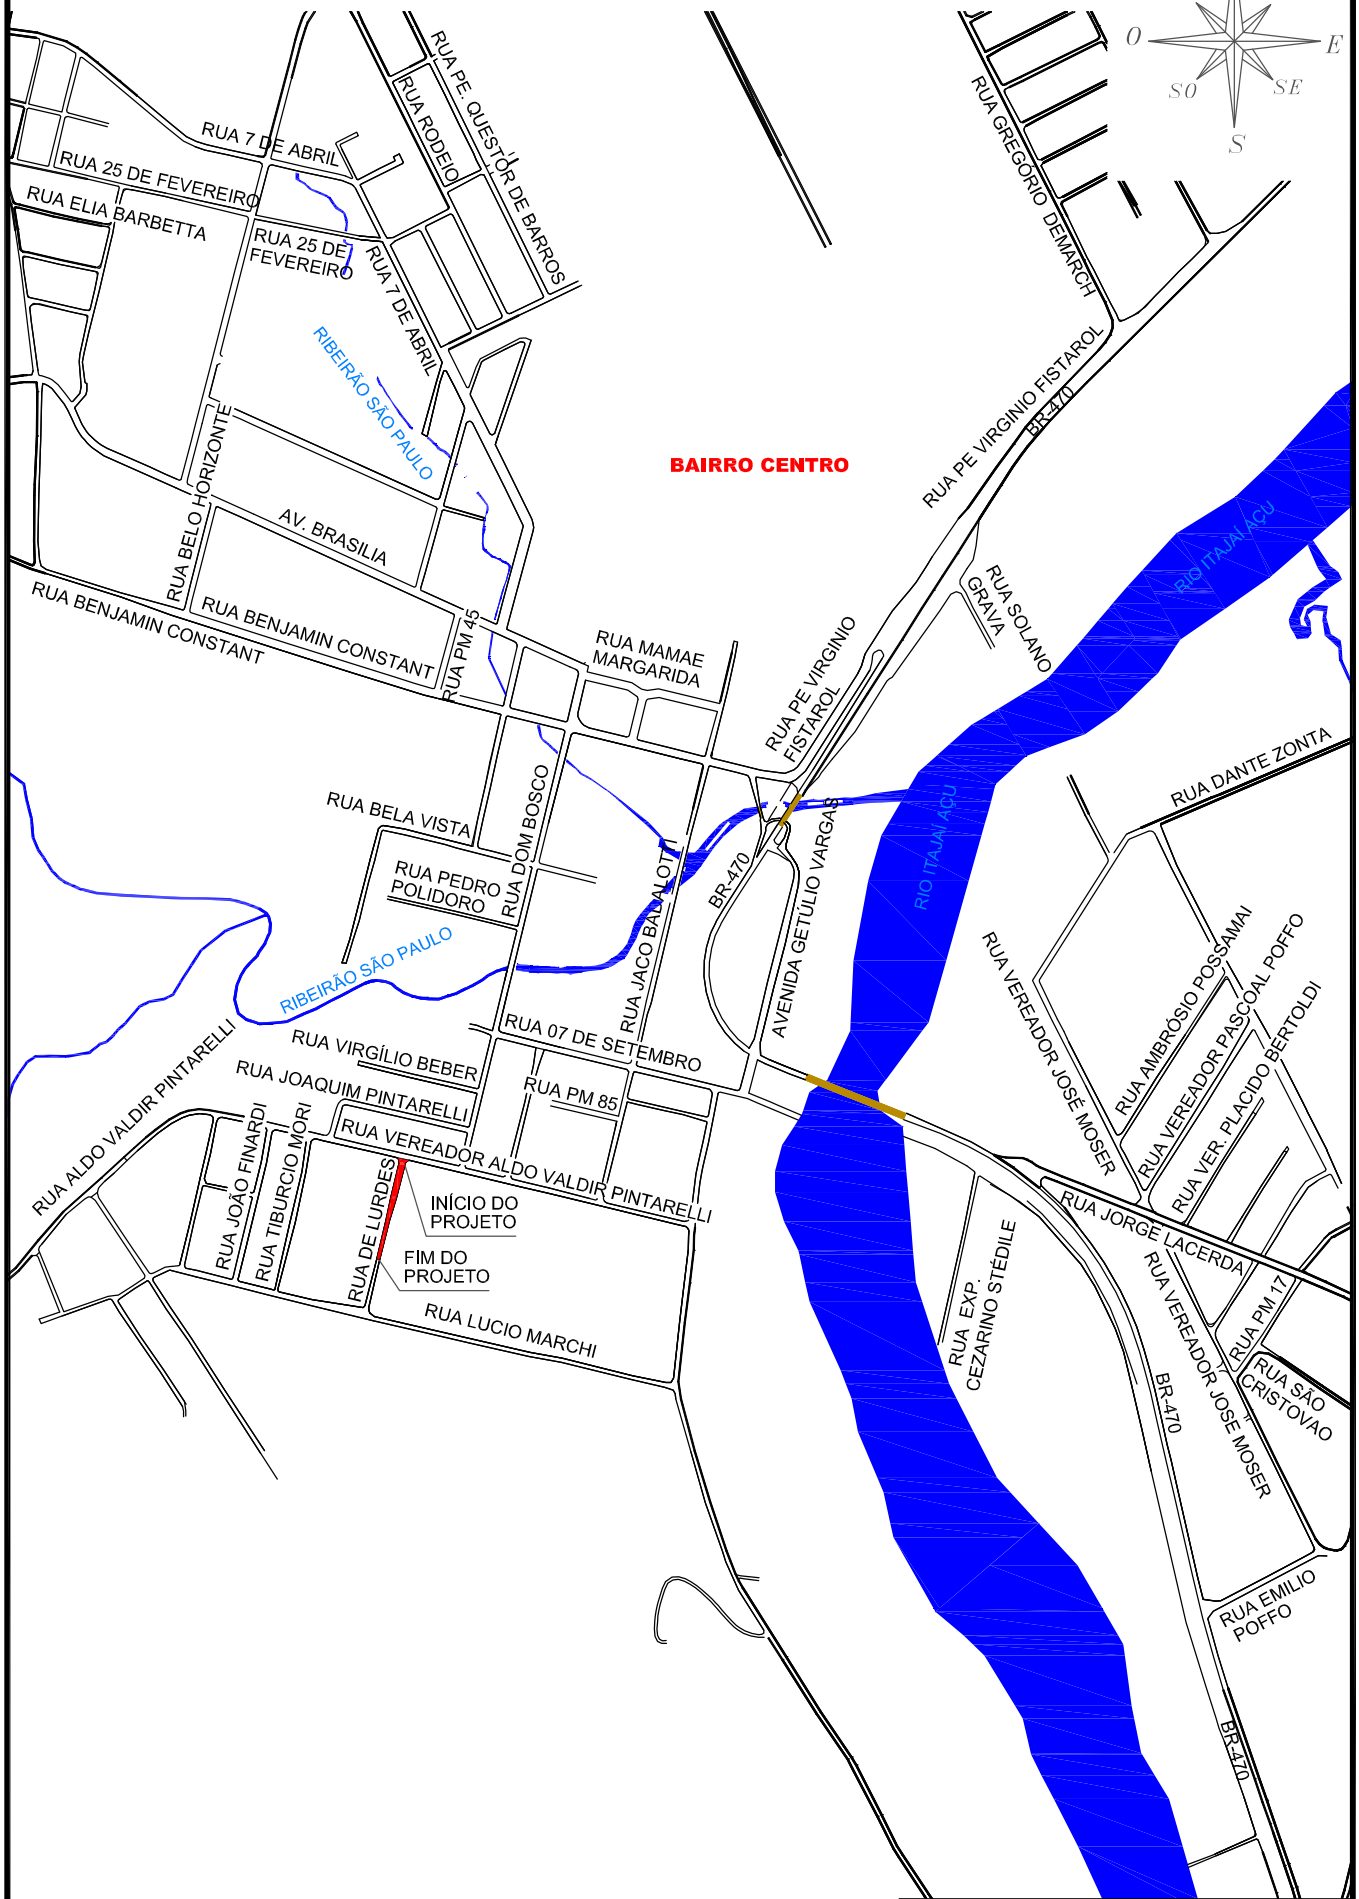 O
E
SO
SE
S
RUA PE. QUESTOR DE BARROS
RUA RODEIO
RUA GREGÓRIO DEMARCH
RUA 7 DE ABRIL
RUA 25 DE FEVEREIRO
RUA ELIA BARBETTA
RUA 25 DE
FEVEREIRO
RUA 7 DE ABRIL
RIBEIRÃO SÃO PAULO
RUA PE VIRGINIO FISTAROL
BR-470
BAIRRO CENTRO
RUA BELO HORIZONTE
AV. BRASILIA
RIO ITAJAÍ AÇU
RUA SOLANO
GRAVA
RUA BENJAMIN CONSTANT
RUA BENJAMIN CONSTANT
RUA PM 45
RUA MAMAE
MARGARIDA
RUA PE VIRGINIO
FISTAROL
RUA DANTE ZONTA
RUA BELA VISTA
RUA DOM BOSCO
RUA PEDRO
POLIDORO
RUA JACO BADALOTTI
BR-470
AVENIDA GETÚLIO VARGAS
RIO ITAJAÍ AÇU
RIBEIRÃO SÃO PAULO
RUA VEREADOR JOSÉ MOSER
RUA AMBRÓSIO POSSAMAI
RUA VEREADOR PASCOAL POFFO
RUA VER. PLACIDO BERTOLDI
RUA 07 DE SETEMBRO
RUA VIRGÍLIO BEBER
RUA JOAQUIM PINTARELLI
RUA PM 85
RUA ALDO VALDIR PINTARELLI
RUA JOÃO FINARDI
RUA TIBURCIO MORI
RUA VEREADOR ALDO VALDIR PINTARELLI
RUA DE LURDES
INÍCIO DO
PROJETO
FIM DO
PROJETO
RUA LUCIO MARCHI
RUA JORGE LACERDA
RUA EXP.
CEZARINO STÉDILE
RUA VEREADOR JOSE MOSER
RUA PM 17
RUA SÃO
CRISTOVAO
BR-470
RUA EMILIO
POFFO
BR-470